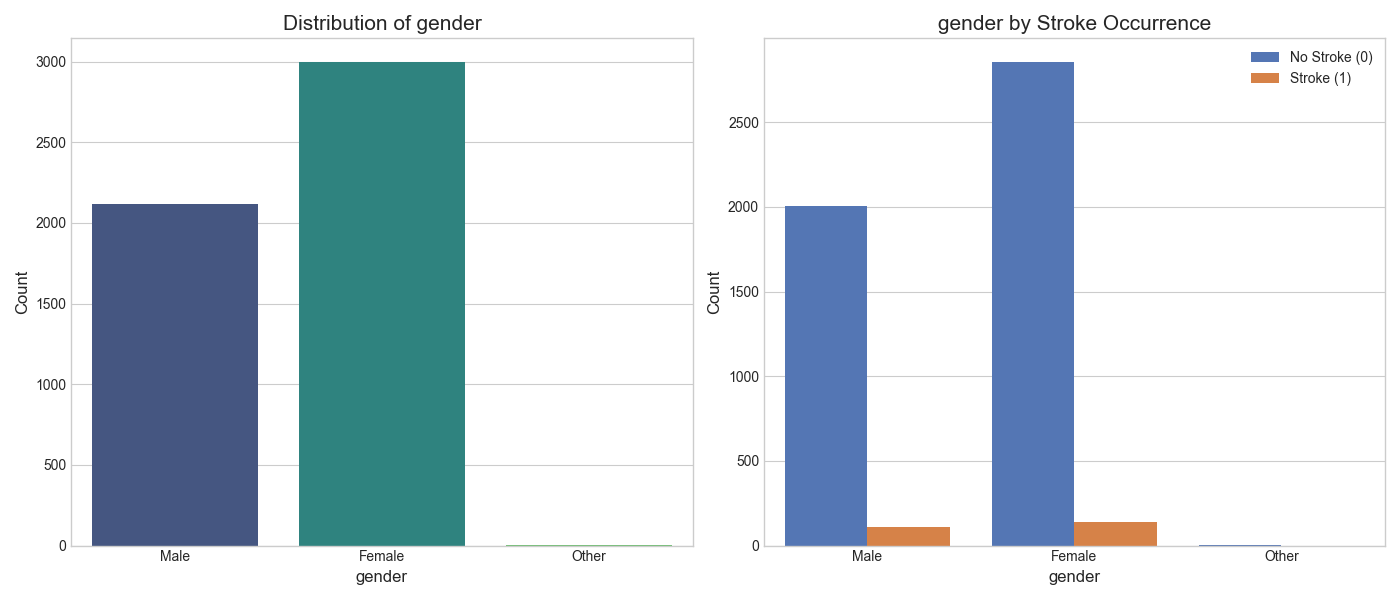 Distribution of gender
3000
2500
2000
1500
1000
500
0
Count
Male
Female
Other
gender
gender by Stroke Occurrence
No Stroke (0)
Stroke (1)
2500
2000
1500
1000
500
0
Count
Male
Female
Other
gender